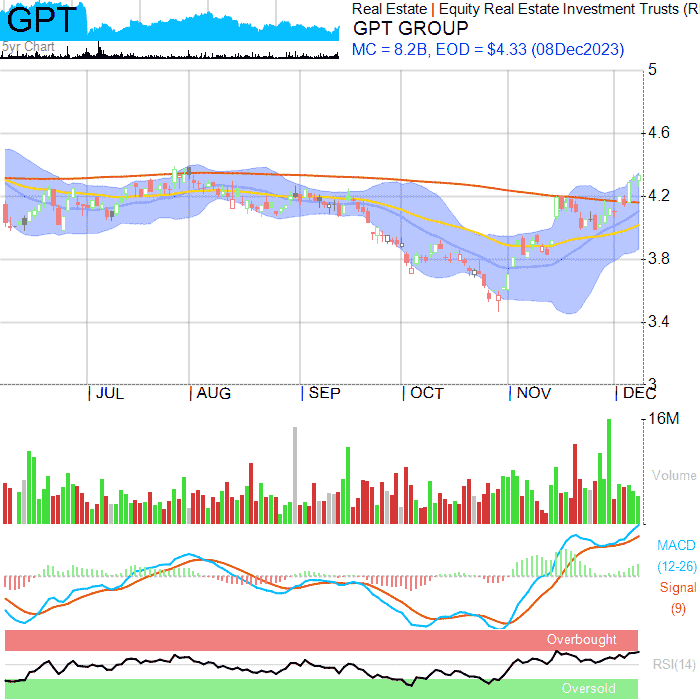 GPT
5yr Chart
Real Estate | Equity Real Estate Investment Trusts (R
GPT GROUP
MC = 8.2B, EOD = $4.33 (08Dec2023)
5
4.6
4.2
3.8
3.4
3
JUL AUG SEP OCT NOV DEC
16M
Volume
MACD
(12-26)
Signal
(9)
Overbought
RSI(14)
Oversold